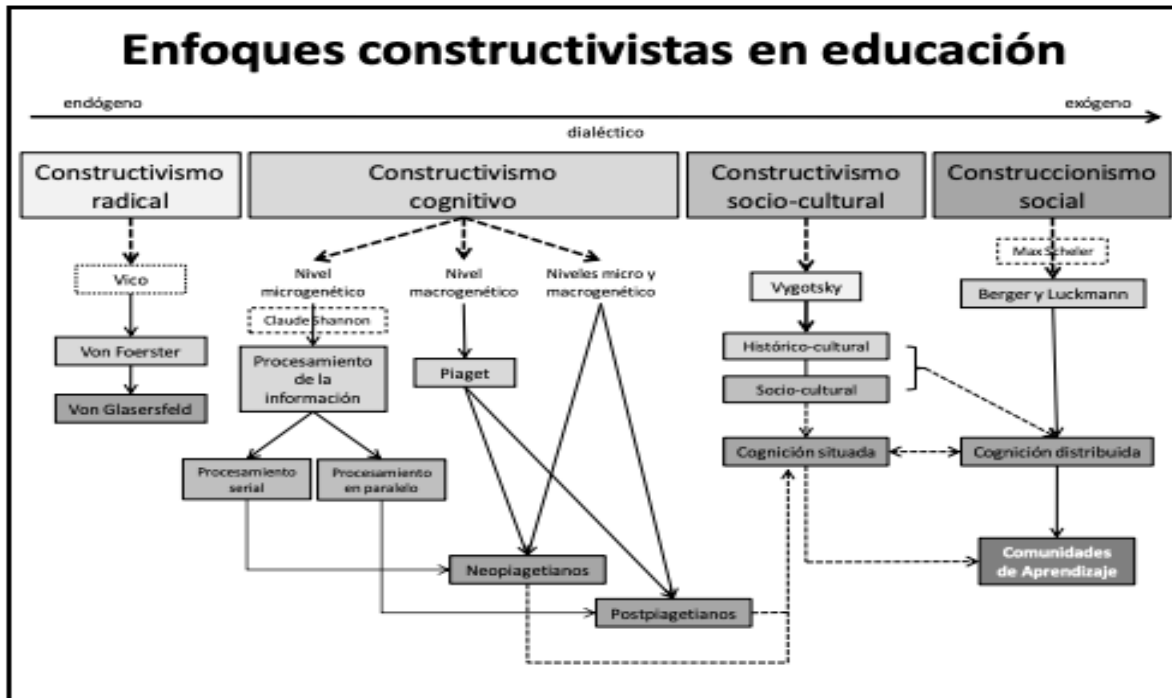 Enfoques constructivistas en educación
endógeno
exógeno
dialéctico
Constructivismo
radical
Constructivismo
cognitivo
Constructivismo
socio-cultural
Construccionismo
social
Vico
Von Foerster
Von Glasersfeld
Nivel
microgenético
Nivel
macrogenético
Niveles micro y
macrogenético
Claude Shannon
Procesamiento
de la
información
Piaget
Procesamiento
serial
Procesamiento
en paralelo
Neopiagetianos
Postpiagetianos
Vygotsky
Histórico-cultural
Socio-cultural
Cognición situada
Max Scheler
Berger y Luckmann
Cognición distribuida
Comunidades
de Aprendizaje